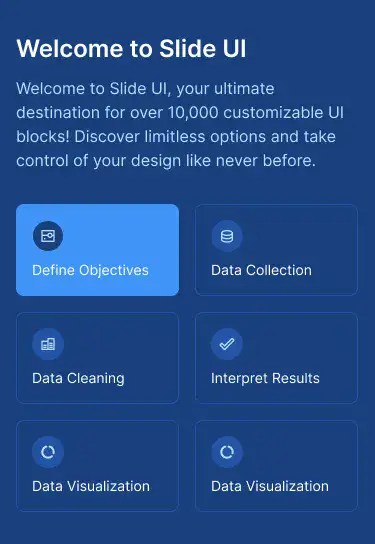 Welcome to Slide UI
Welcome to Slide UI, your ultimate
destination for over 10,000 customizable UI
blocks! Discover limitless options and take
control of your design like never before.
Define Objectives
Data Collection
Data Cleaning
Interpret Results
Data Visualization
Data Visualization